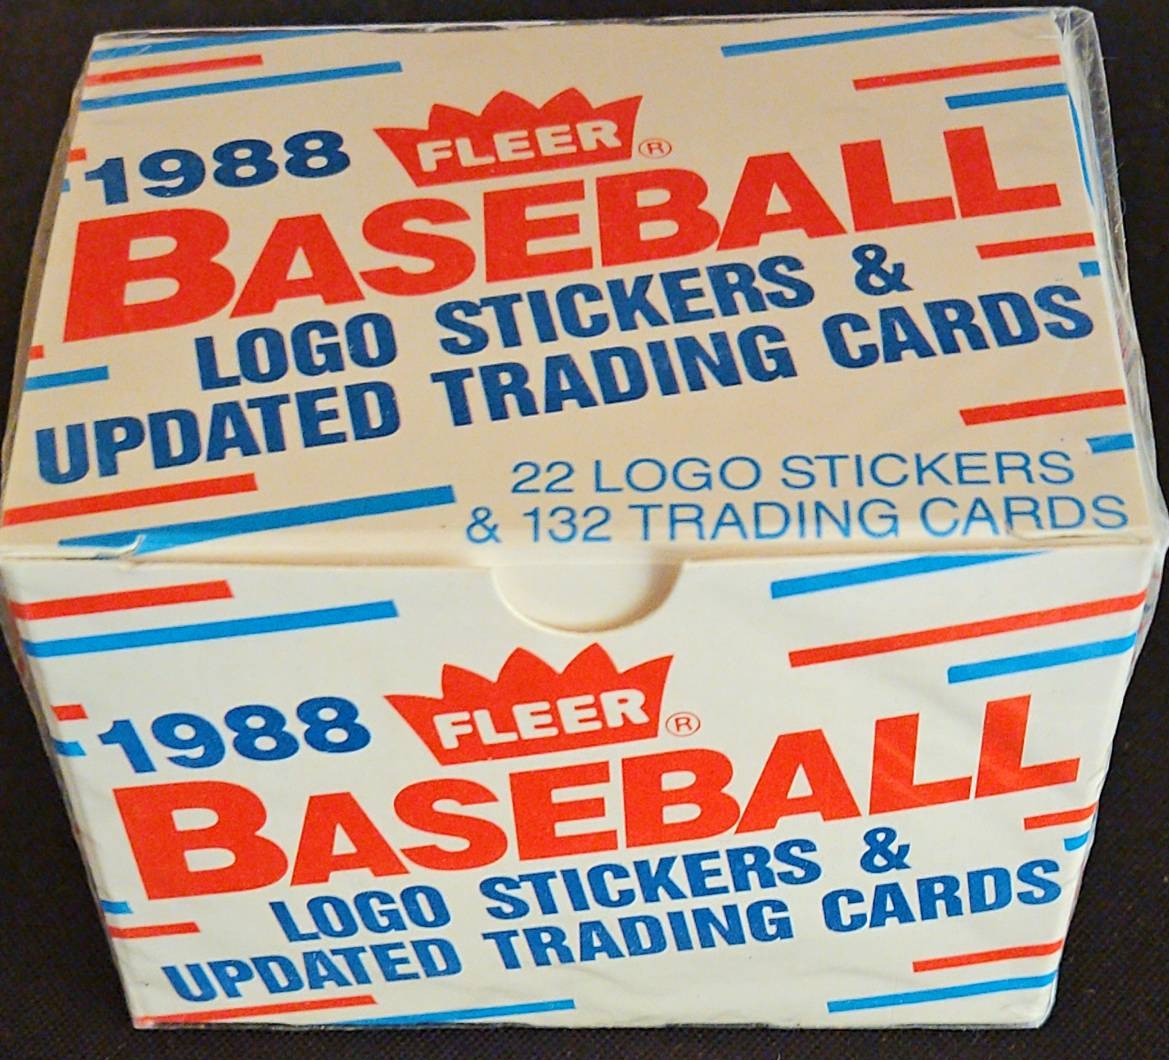 1988 FLEER®
BASEBALL
LOGO STICKERS &
UPDATED TRADING CARDS
22 LOGO STICKERS
& 132 TRADING CARDS
1988 FLEER®
BASEBALL
LOGO STICKERS &
UPDATED TRADING CARDS